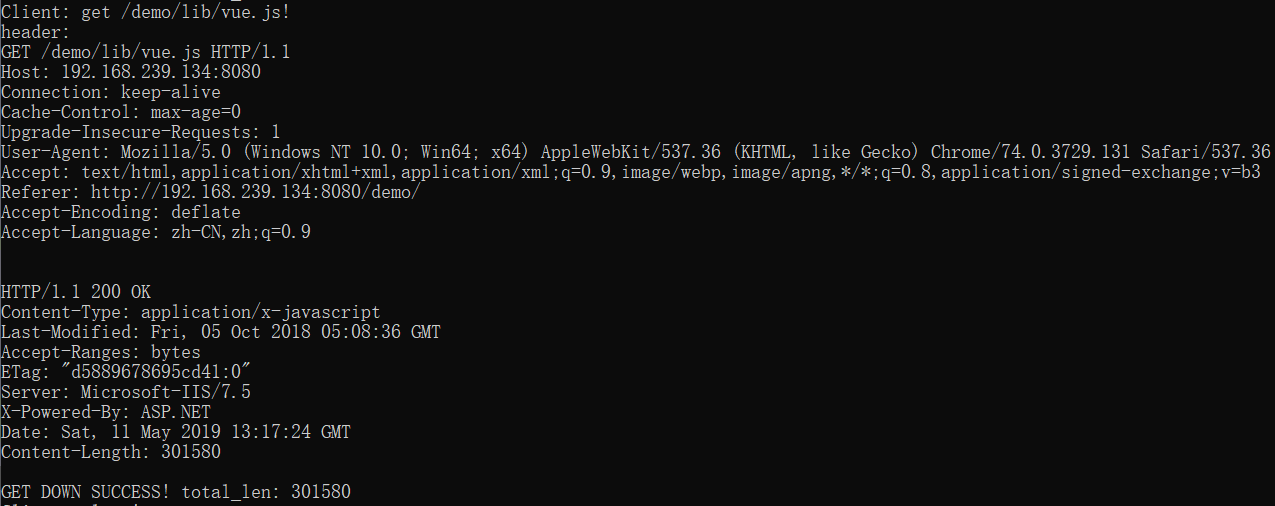 Client: get /demo/lib/vue.js!
header:
GET /demo/lib/vue.js HTTP/1.1
Host: 192.168.239.134:8080
Connection: keep-alive
Cache-Control: max-age=0
Upgrade-Insecure-Requests: 1
User-Agent: Mozilla/5.0 (Windows NT 10.0; Win64; x64) AppleWebKit/537.36 (KHTML, like Gecko) Chrome/74.0.3729.131 Safari/537.36
Accept: text/html,application/xhtml+xml,application/xml;q=0.9,image/webp,image/apng,*/*;q=0.8,application/signed-exchange;v=b3
Referer: http://192.168.239.134:8080/demo/
Accept-Encoding: deflate
Accept-Language: zh-CN,zh;q=0.9
HTTP/1.1 200 OK
Content-Type: application/x-javascript
Last-Modified: Fri, 05 Oct 2018 05:08:36 GMT
Accept-Ranges: bytes
ETag: "d5889678695cd41:0"
Server: Microsoft-IIS/7.5
X-Powered-By: ASP.NET
Date: Sat, 11 May 2019 13:17:24 GMT
Content-Length: 301580
GET DOWN SUCCESS! total_len: 301580